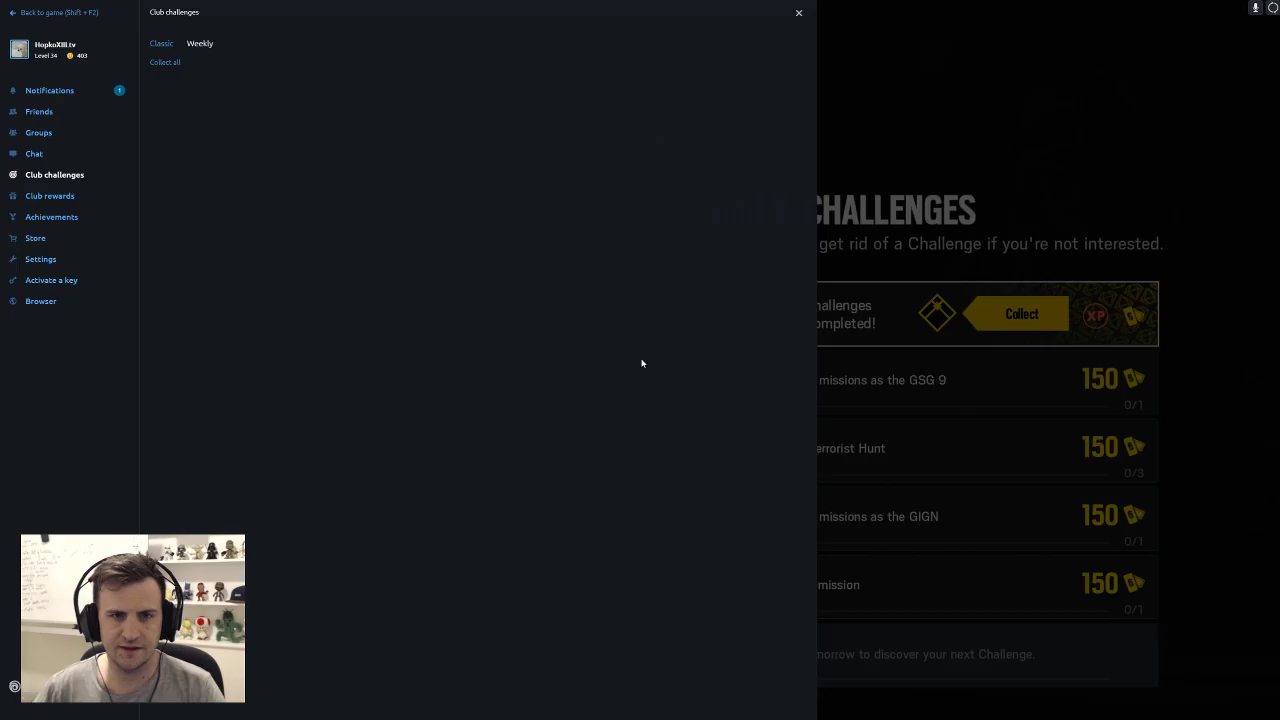 Back to game (Shift + F2)
HopkoXIII.tv
Level 34 403
Notifications 1
Friends
Groups
Chat
Club challenges
Club rewards
Achievements
Store
Settings
Activate a key
Browser
Club challenges
Classic Weekly
Collect all
CHALLENGES
get rid of a Challenge if you're not interested.
hallenges
ompleted!
Collect
XP
missions as the GSG 9
150
0/1
errorist Hunt
150
0/3
missions as the GIGN
150
0/1
mission
150
0/1
morrow to discover your next Challenge.